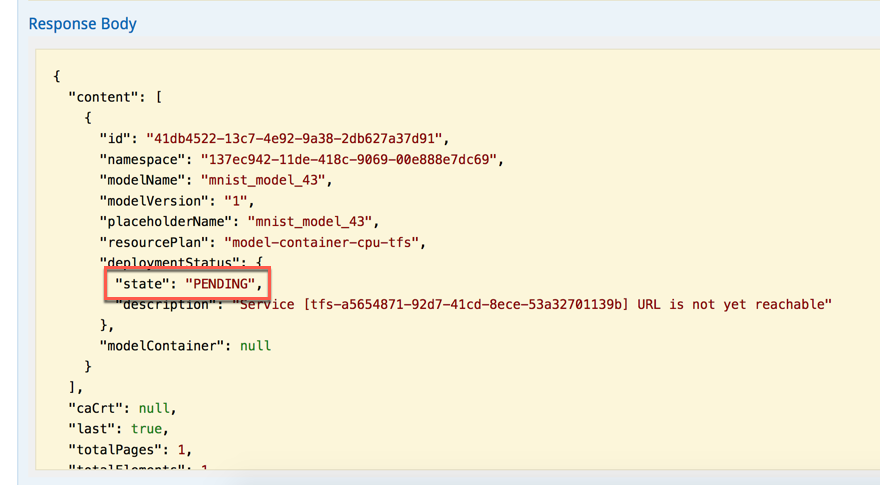 Response Body
{
"content": [
{
"id": "41db4522-13c7-4e92-9a38-2db627a37d91",
"namespace": "137ec942-11de-418c-9069-00e888e7dc69",
"modelName": "mnist_model_43",
"modelVersion": "1",
"placeholderName": "mnist_model_43",
"resourcePlan": "model-container-cpu-tfs",
"deploymentStatus": {
"state": "PENDING",
"description": "Service [tfs-a5654871-92d7-41cd-8ece-53a32701139b] URL is not yet reachable"
},
"modelContainer": null
}
],
"caCrt": null,
"last": true,
"totalPages": 1,
"totalElements": 1